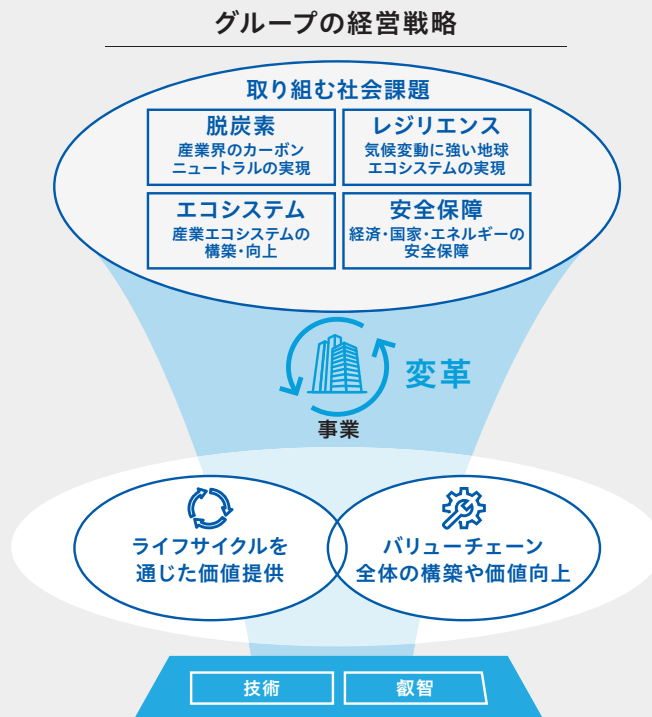 グループの経営戦略
取り組む社会課題
脱炭素
産業界のカーボン
ニュートラルの実現
レジリエンス
気候変動に強い地球
エコシステムの実現
エコシステム
産業エコシステムの
構築・向上
安全保障
経済・国家・エネルギーの
安全保障
変革
事業
ライフサイクルを
通じた価値提供
バリューチェーン
全体の構築や価値向上
技術
叡智